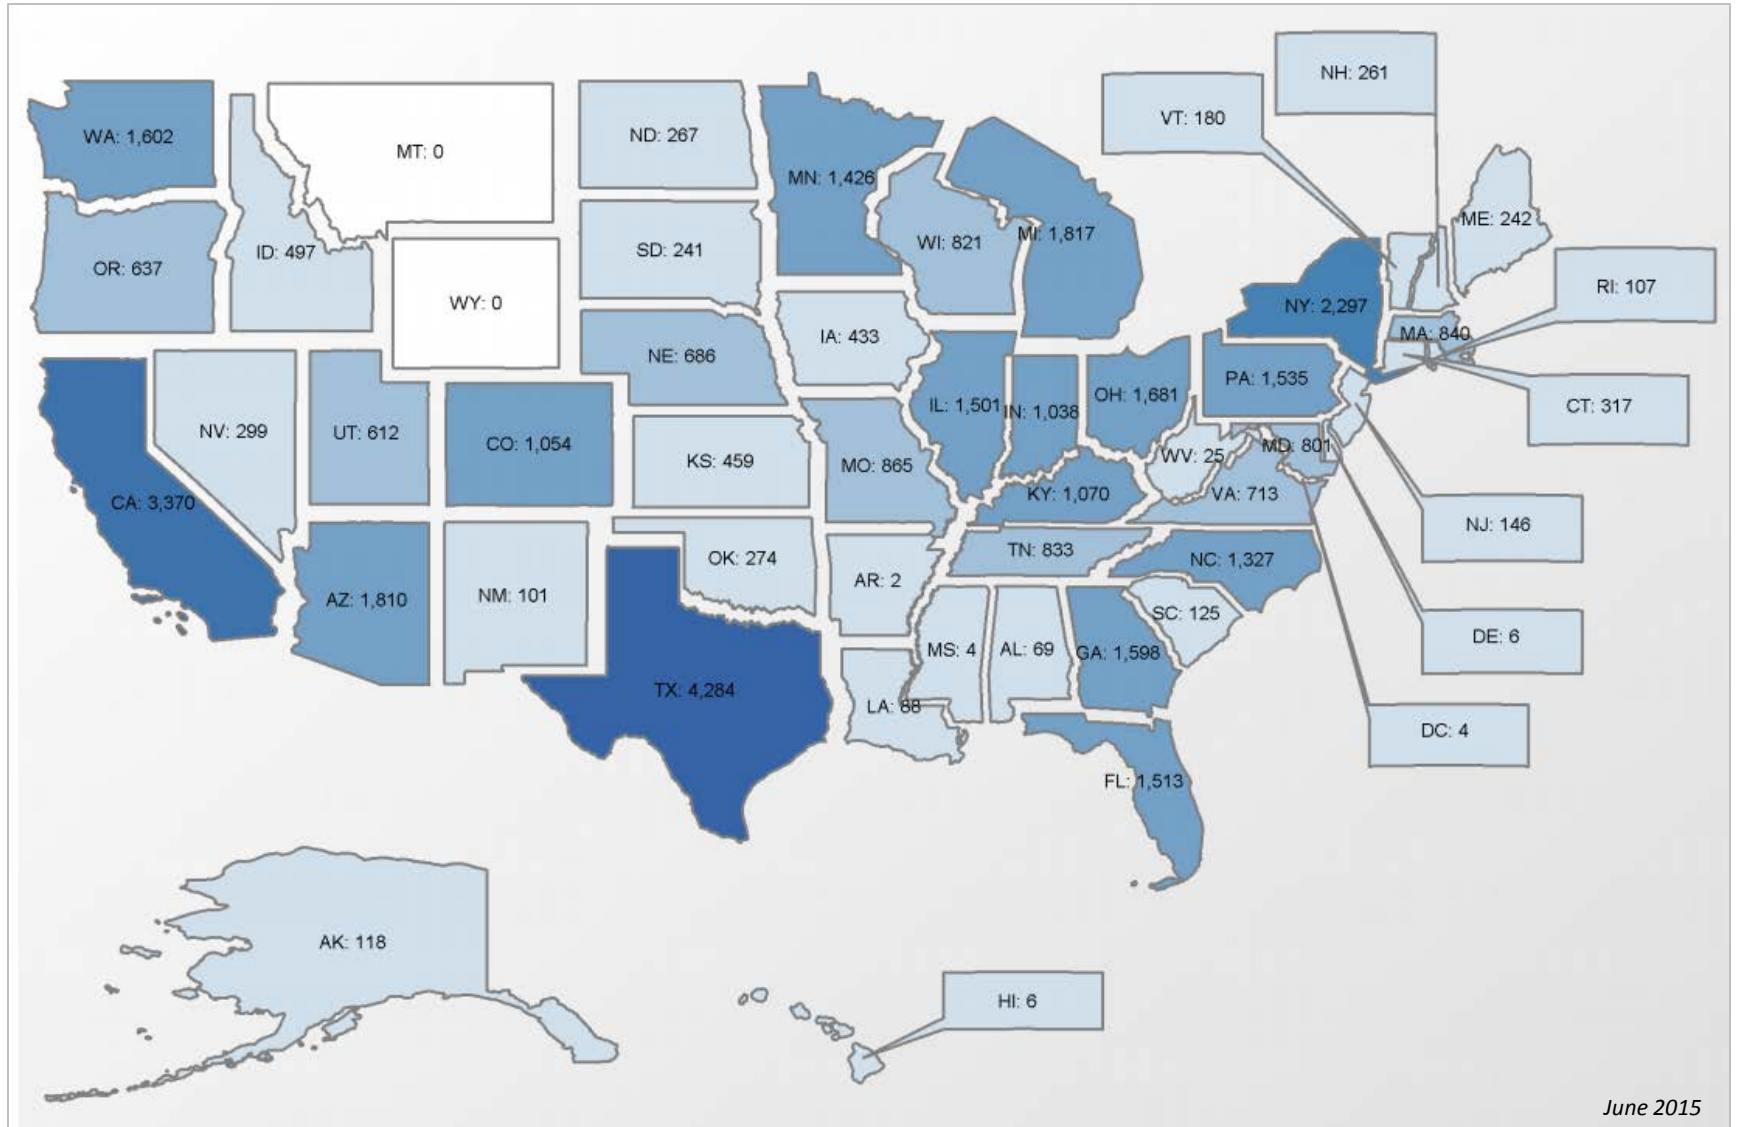 NH: 261
VT: 180
WA: 1,602
ND: 267
MT: 0
MN: 1,426
ME: 242
MI: 1,817
WI: 821
ID: 497
SD: 241
OR: 637
RI: 107
WY: 0
NY: 2,297
MA: 840
IA: 433
NE: 686
PA: 1,535
OH: 1,681
IL: 1,501
IN: 1,038
CT: 317
NV: 299
UT: 612
CO: 1,054
MD: 801
WV: 25
KS: 459
MO: 865
KY: 1,070
VA: 713
CA: 3,370
NJ: 146
TN: 833
OK: 274
NC: 1,327
AR: 2
NM: 101
AZ: 1,810
SC: 125
DE: 6
MS: 4
AL: 69
GA: 1,598
TX: 4,284
LA: 88
DC: 4
FL: 1,513
AK: 118
HI: 6
June 2015